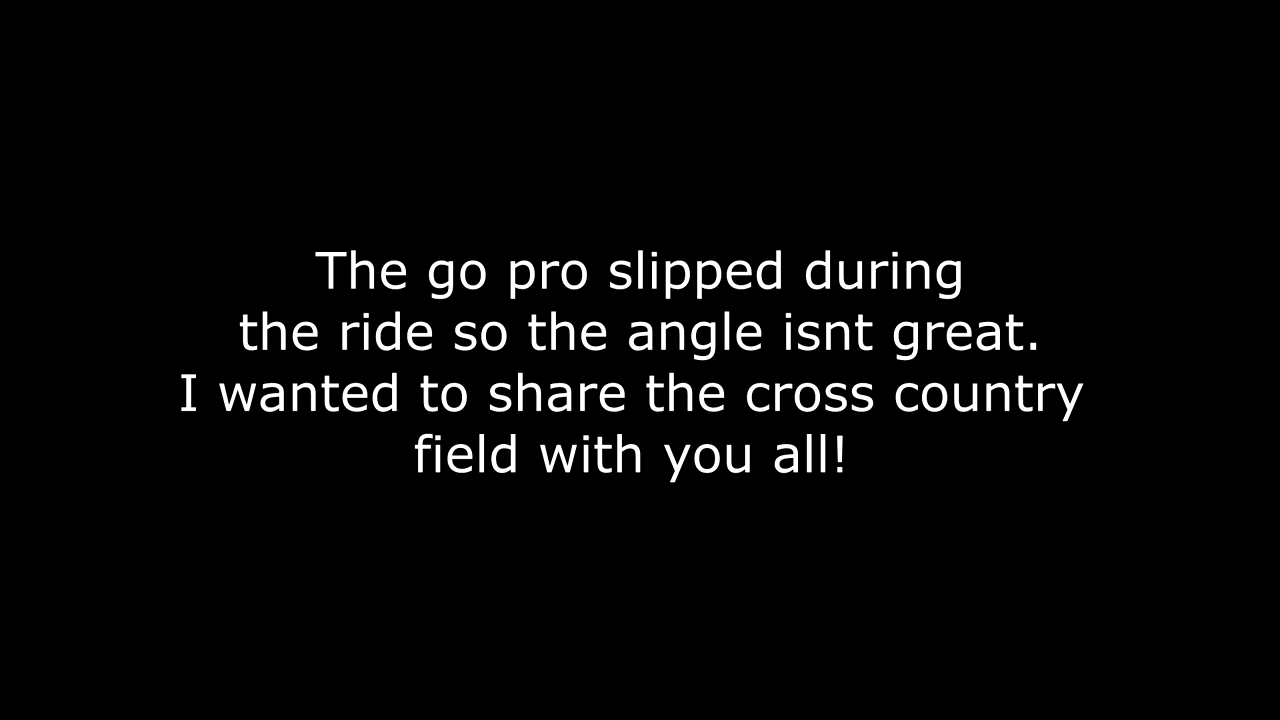 The go pro slipped during
the ride so the angle isnt great.
I wanted to share the cross country
field with you all!